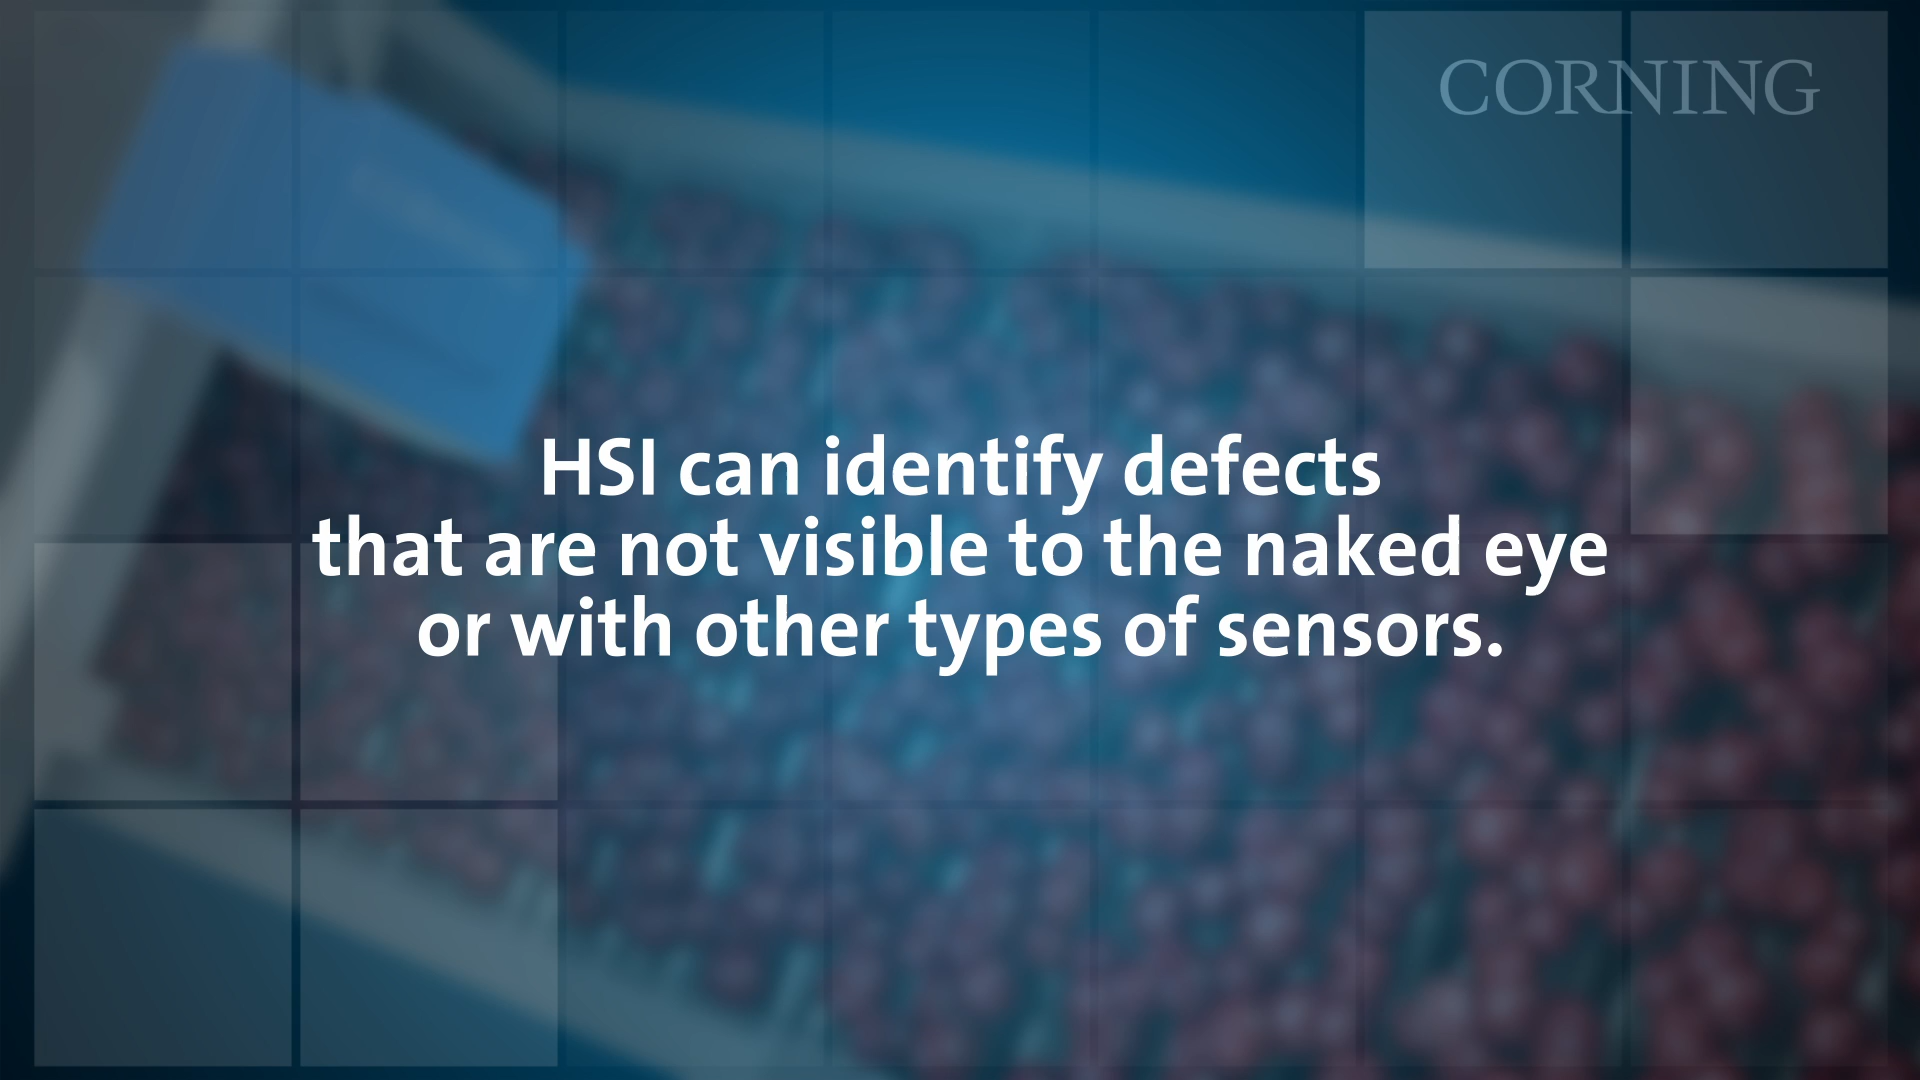 CORNING
HSI can identify defects
that are not visible to the naked eye
or with other types of sensors.